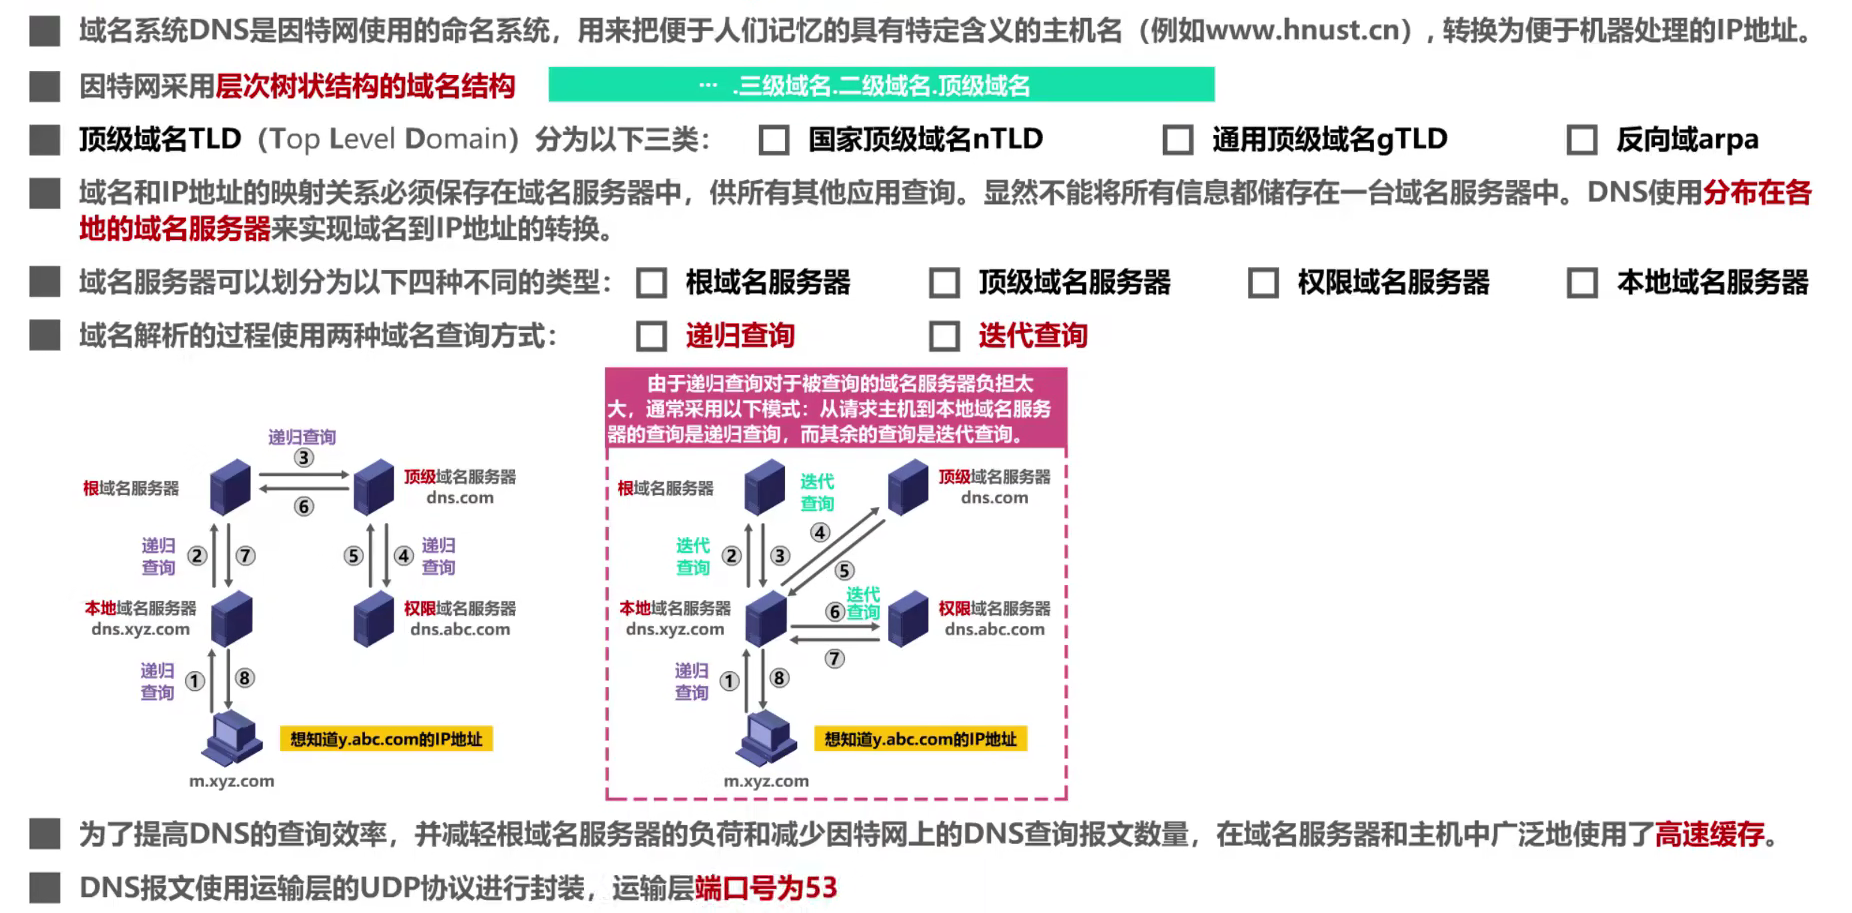 域名系统DNS是因特网使用的命名系统，用来把便于人们记忆的具有特定含义的主机名（例如www.hnust.cn），转换为便于机器处理的IP地址。
因特网采用层次树状结构的域名结构
… .三级域名.二级域名.顶级域名
顶级域名TLD（Top Level Domain）分为以下三类： 国家顶级域名nTLD 通用顶级域名gTLD 反向域arpa
域名和IP地址的映射关系必须保存在域名服务器中，供所有其他应用查询。显然不能将所有信息都储存在一台域名服务器中。DNS使用分布在各
地的域名服务器来实现域名到IP地址的转换。
域名服务器可以划分为以下四种不同的类型： 根域名服务器 顶级域名服务器 权限域名服务器 本地域名服务器
域名解析的过程使用两种域名查询方式： 递归查询 迭代查询
递归查询
③
根域名服务器
顶级域名服务器
dns.com
⑥
递归
查询
②
⑦
⑤
④
递归
查询
本地域名服务器
dns.xyz.com
权限域名服务器
dns.abc.com
递归
查询
①
⑧
想知道y.abc.com的IP地址
m.xyz.com
由于递归查询对于被查询的域名服务器负担太
大，通常采用以下模式：从请求主机到本地域名服务
器的查询是递归查询，而其余的查询是迭代查询。
根域名服务器
迭代
查询
顶级域名服务器
dns.com
④
迭代
查询
②
③
⑤
本地域名服务器
dns.xyz.com
⑥
迭代
查询
权限域名服务器
dns.abc.com
⑦
递归
查询
①
⑧
想知道y.abc.com的IP地址
m.xyz.com
为了提高DNS的查询效率，并减轻根域名服务器的负荷和减少因特网上的DNS查询报文数量，在域名服务器和主机中广泛地使用了高速缓存。
DNS报文使用运输层的UDP协议进行封装，运输层端口号为53